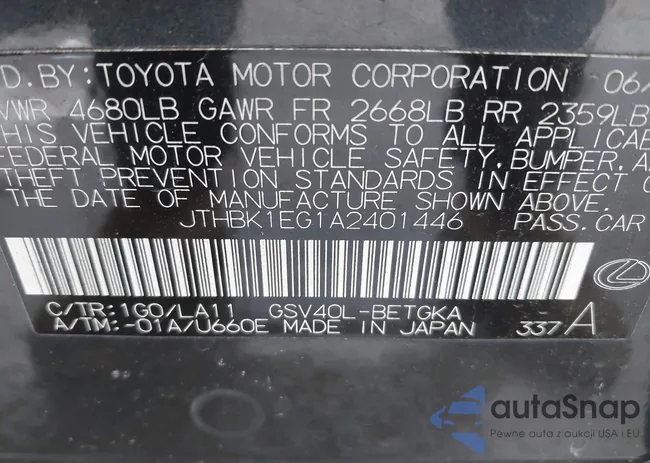 D. BY: TOYOTA MOTOR CORPORATION 06/
VWR 4680LB GAWR FR 2668LB RR 2359LB
THIS VEHICLE CONFORMS TO ALL APPLICAB
FEDERAL MOTOR VEHICLE SAFETY, BUMPER, A
THEFT PREVENTION STANDARDS IN EFFECT O
THE DATE OF MANUFACTURE SHOWN ABOVE.
JTHBK1EG1A2401446 PASS. CAR
C/TR: 1G0/LA11 GSV40L-BETGKA
A/TM: -01A/U660E MADE IN JAPAN 337A
autaSnap
Pewne auta z aukcji USA i EU